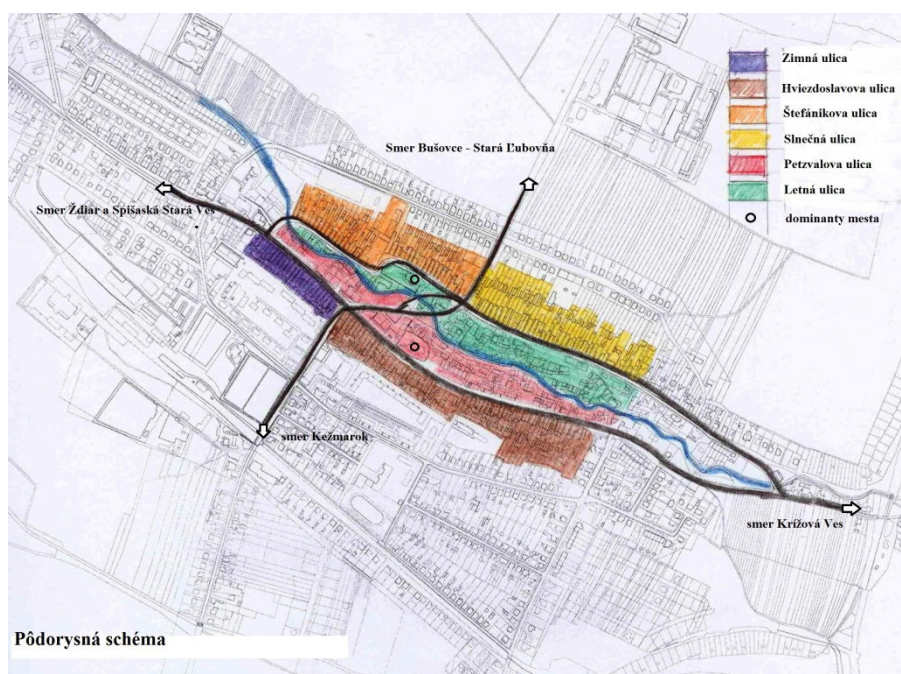 Zimná ulica
Hviezdoslavova ulica
Štefánikova ulica
Slnečná ulica
Petzvalova ulica
Letná ulica
dominanty mesta
Smer Bušovce - Stará Ľubovňa
Smer Ždiar a Spišaská Stará Ves
smer Kežmarok
smer Krížová Ves
Pôdorysná schéma